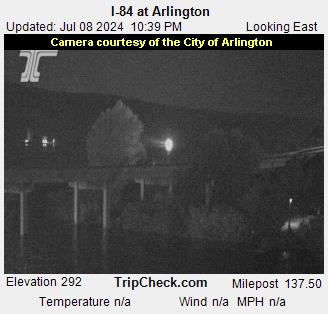 I-84 at Arlington
Updated: Jul 08 2024 10:39 PM Looking East
Camera courtesy of the City of Arlington
Elevation 292 TripCheck.com Milepost 137.50
Temperature n/a Wind n/a MPH n/a